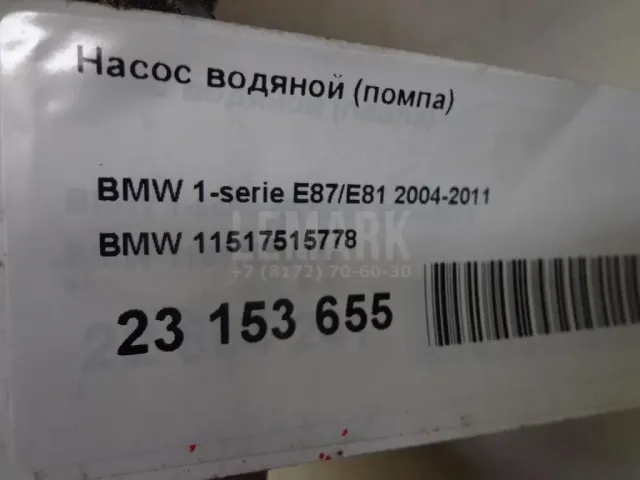 Насос водяной (помпа)
BMW 1-serie E87/E81 2004-2011
LEMARK
BMW 11517515778
+7 (8172) 70-60-30
23 153 655